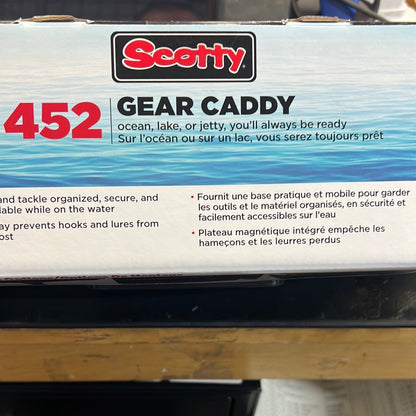 Scotty
452 GEAR CADDY
ocean, lake, or jetty, you'll always be ready
Sur l'océan ou sur un lac, vous serez toujours prêt
and tackle organized, secure, and
while on the water
prevents hooks and lures from
• Fournit une base pratique et mobile pour garder
les outils et le matériel organisés, en sécurité et
facilement accessibles sur l'eau
• Plateau magnétique intégré empêche les
hameçons et les leurres perdus